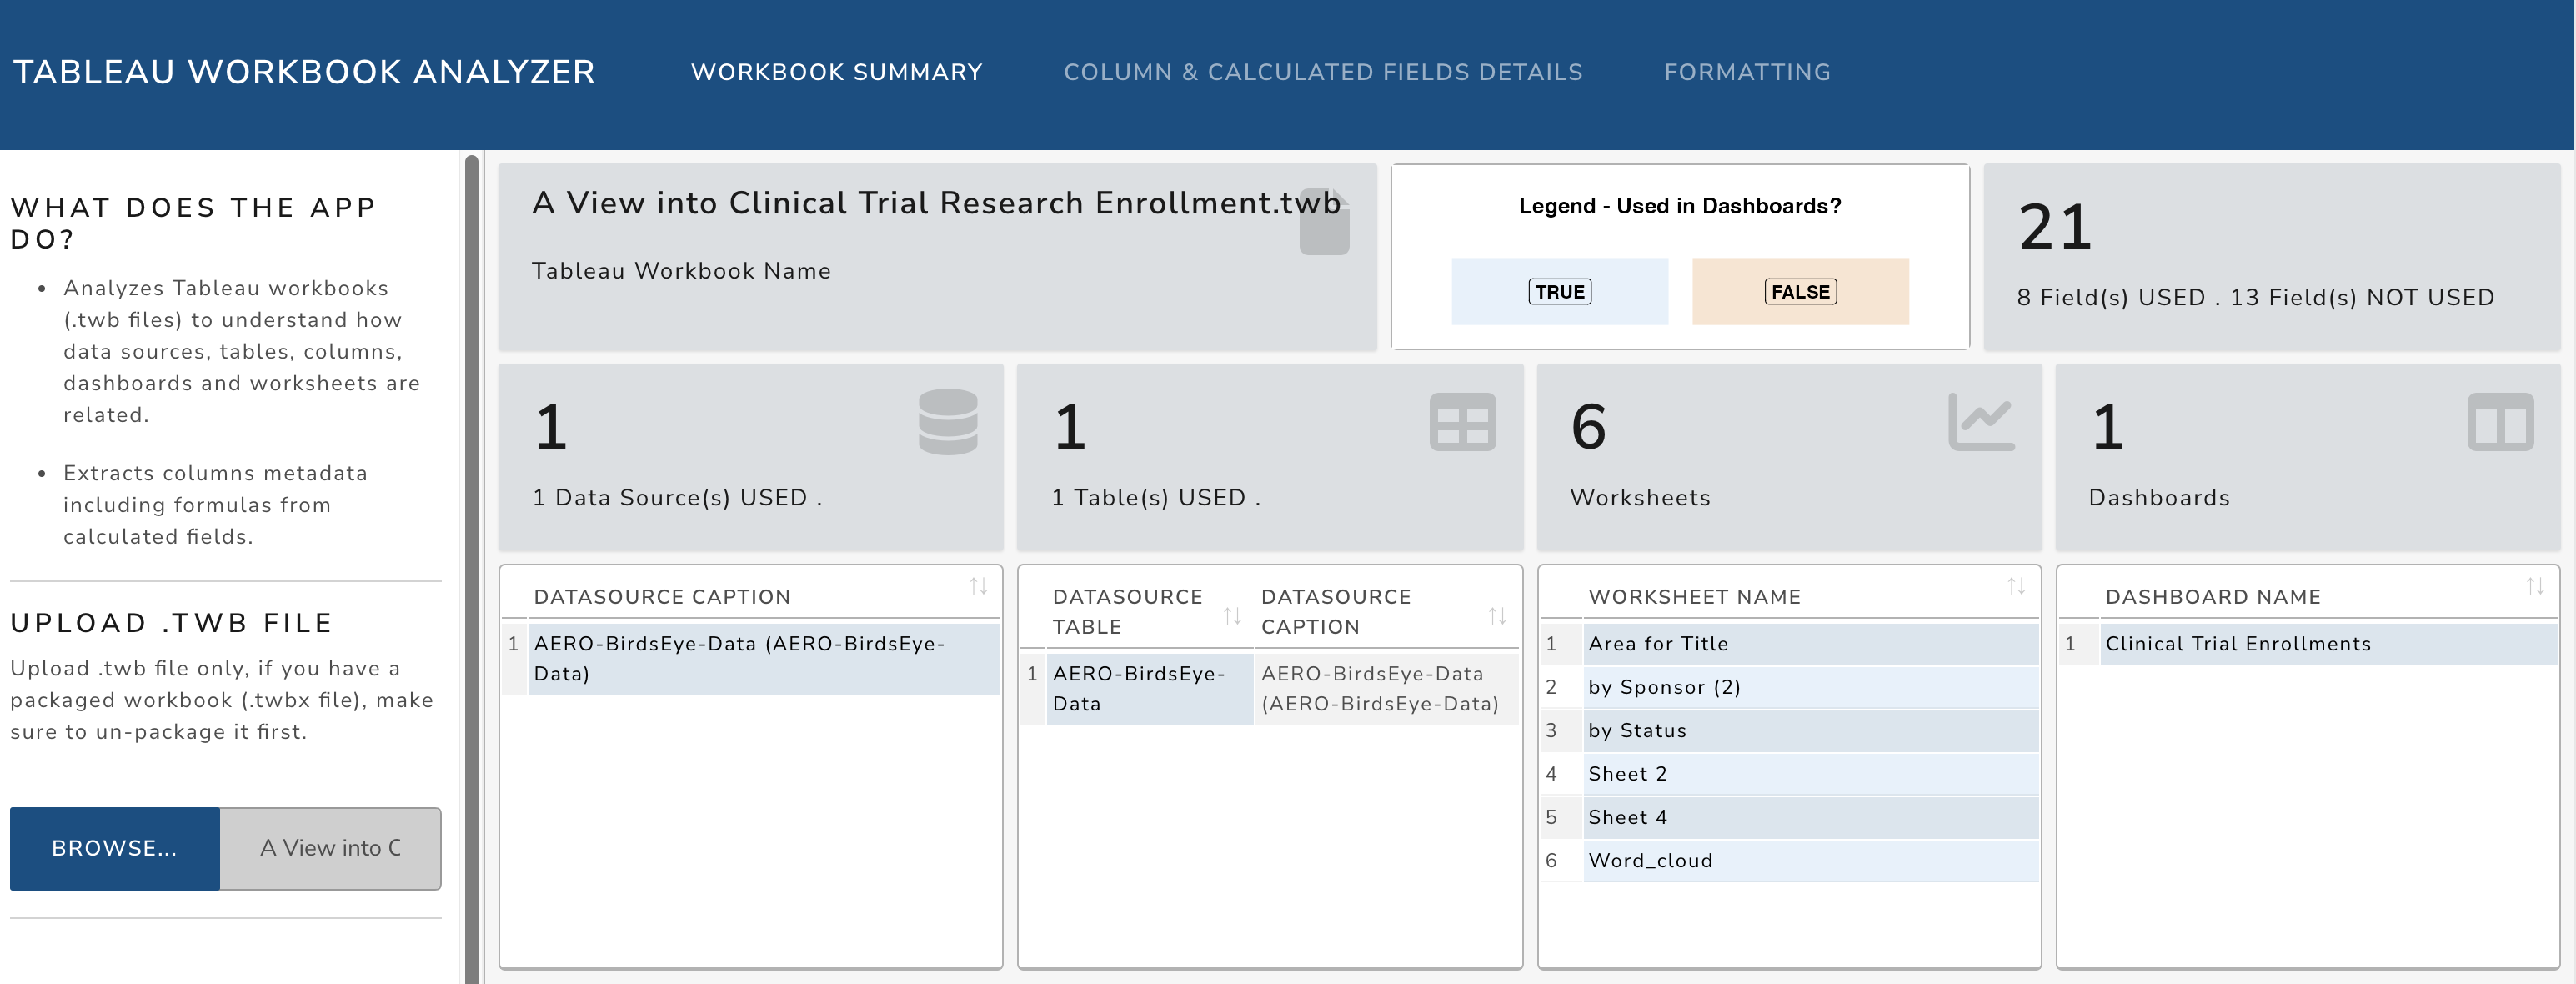 TABLEAU WORKBOOK ANALYZER
WORKBOOK SUMMARY
COLUMN & CALCULATED FIELDS DETAILS
FORMATTING
WHAT DOES THE APP
DO?
• Analyzes Tableau workbooks
(.twb files) to understand how
data sources, tables, columns,
dashboards and worksheets are
related.
• Extracts columns metadata
including formulas from
calculated fields.
UPLOAD .TWB FILE
Upload .twb file only, if you have a
packaged workbook (.twbx file), make
sure to un-package it first.
BROWSE...
A View into C
A View into Clinical Trial Research Enrollment.twb
Tableau Workbook Name
Legend - Used in Dashboards?
TRUE
FALSE
21
8 Field(s) USED . 13 Field(s) NOT USED
1
1 Data Source(s) USED .
1
1 Table(s) USED .
6
Worksheets
1
Dashboards
DATASOURCE CAPTION
1 AERO-BirdsEye-Data (AERO-BirdsEye-
Data)
DATASOURCE
TABLE
DATASOURCE
CAPTION
1 AERO-BirdsEye-
Data
AERO-BirdsEye-Data
(AERO-BirdsEye-Data)
WORKSHEET NAME
1 Area for Title
2 by Sponsor (2)
3 by Status
4 Sheet 2
5 Sheet 4
6 Word_cloud
DASHBOARD NAME
1 Clinical Trial Enrollments